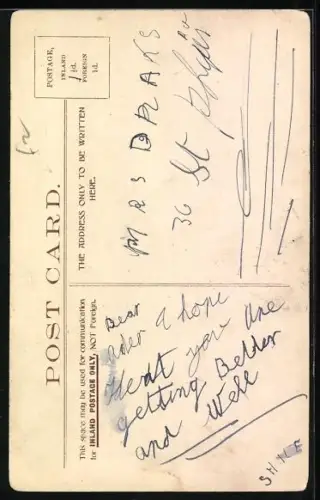 POST CARD.
This space may be used for communication
for INLAND POSTAGE ONLY, NOT Foreign.
THE ADDRESS ONLY TO BE WRITTEN
HERE.
POSTAGE,
INLAND
½d.
FOREIGN
1d.
Dear
I hope
that you are
getting Better
and Well
MRS DRAKS
36 St